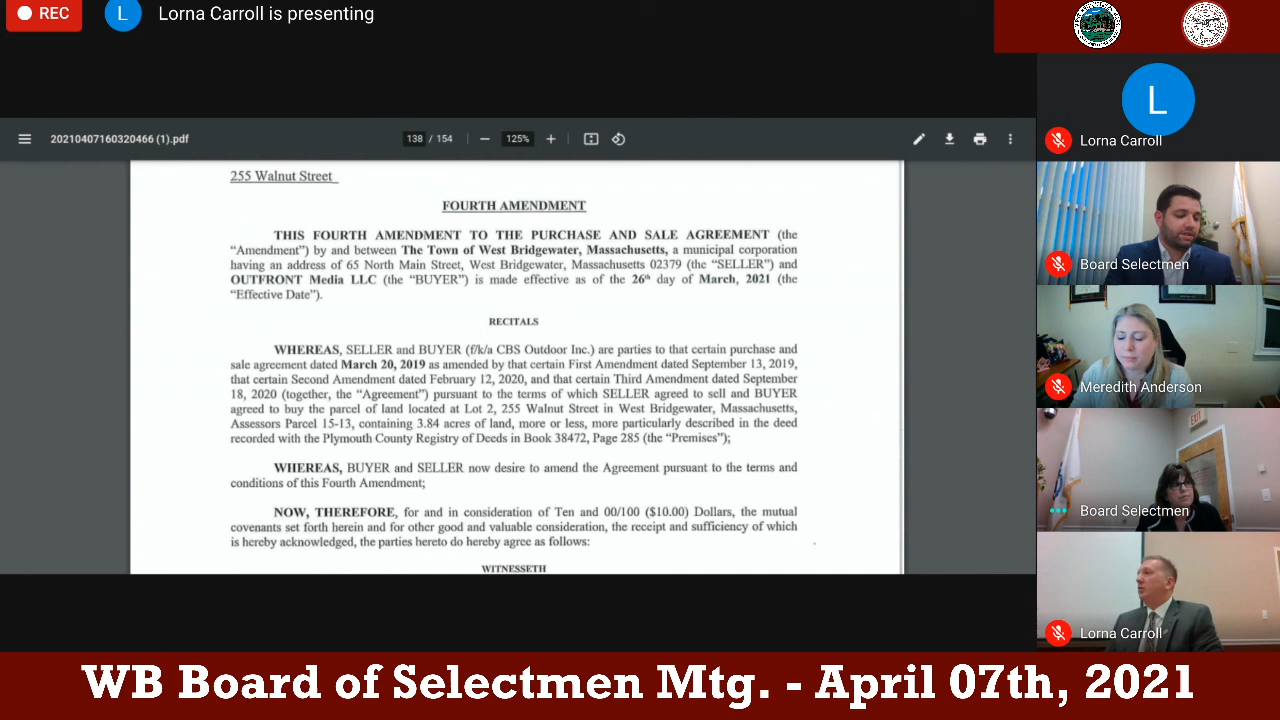 REC
L
Lorna Carroll is presenting
20210407160320466 (1).pdf
138 / 154
125%
255 Walnut Street
FOURTH AMENDMENT
THIS FOURTH AMENDMENT TO THE PURCHASE AND SALE AGREEMENT (the
“Amendment”) by and between The Town of West Bridgewater, Massachusetts, a municipal corporation
having an address of 65 North Main Street, West Bridgewater, Massachusetts 02379 (the “SELLER”) and
OUTFRONT Media LLC (the “BUYER”) is made effective as of the 26th day of March, 2021 (the
“Effective Date”).
RECITALS
WHEREAS, SELLER and BUYER (f/k/a CBS Outdoor Inc.) are parties to that certain purchase and
sale agreement dated March 20, 2019 as amended by that certain First Amendment dated September 13, 2019,
that certain Second Amendment dated February 12, 2020, and that certain Third Amendment dated September
18, 2020 (together, the “Agreement”) pursuant to the terms of which SELLER agreed to sell and BUYER
agreed to buy the parcel of land located at Lot 2, 255 Walnut Street in West Bridgewater, Massachusetts,
Assessors Parcel 15-13, containing 3.84 acres of land, more or less, more particularly described in the deed
recorded with the Plymouth County Registry of Deeds in Book 38472, Page 285 (the “Premises”);
WHEREAS, BUYER and SELLER now desire to amend the Agreement pursuant to the terms and
conditions of this Fourth Amendment;
NOW, THEREFORE, for and in consideration of Ten and 00/100 ($10.00) Dollars, the mutual
covenants set forth herein and for other good and valuable consideration, the receipt and sufficiency of which
is hereby acknowledged, the parties hereto do hereby agree as follows:
WITNESSETH
L
Lorna Carroll
Board Selectmen
Meredith Anderson
EXIT
Board Selectmen
Lorna Carroll
WB Board of Selectmen Mtg. - April 07th, 2021